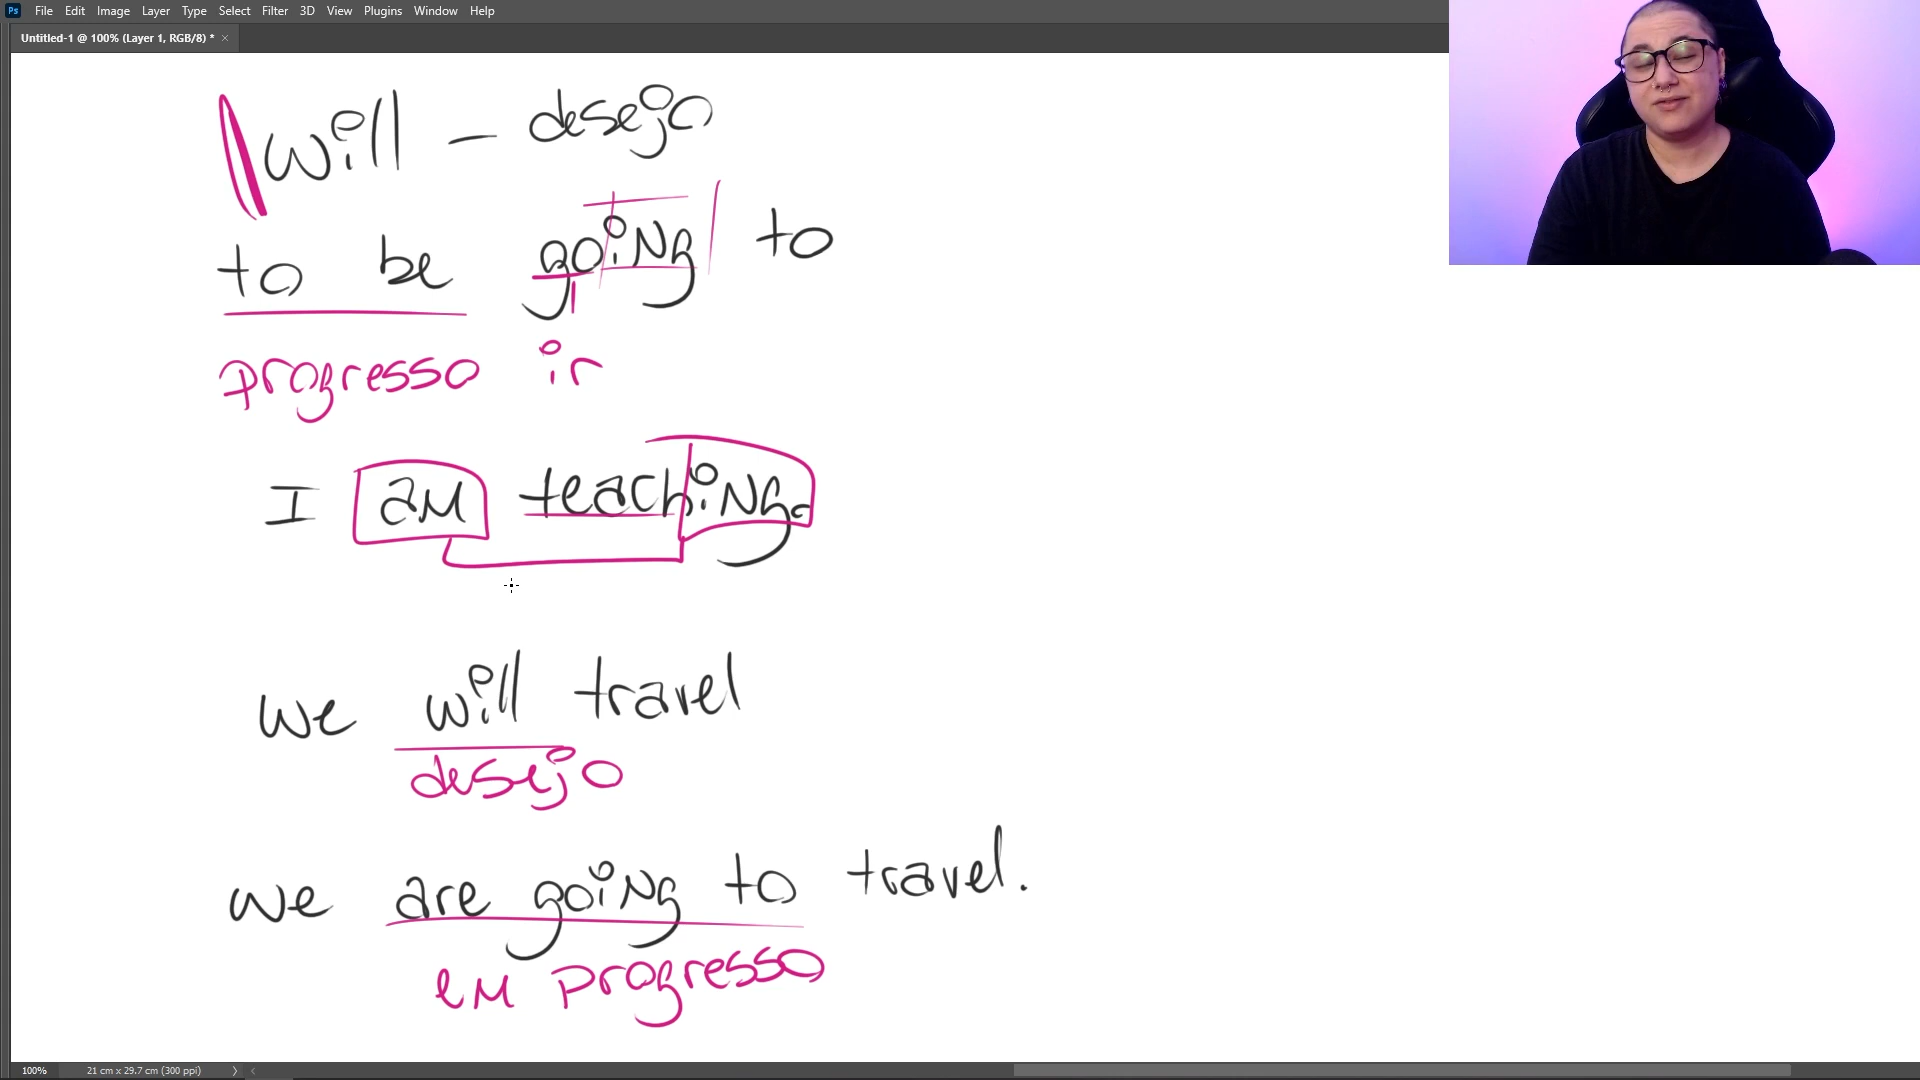 Ps File Edit Image Layer Type Select Filter 3D View Plugins Window Help
Untitled-1 @ 100% (Layer 1, RGB/8) * ×
will – desejo
to be going to
progresso ir
I am teaching.
we will travel
desejo
we are going to travel.
em progresso
100% 21 cm x 29.7 cm (300 ppi)